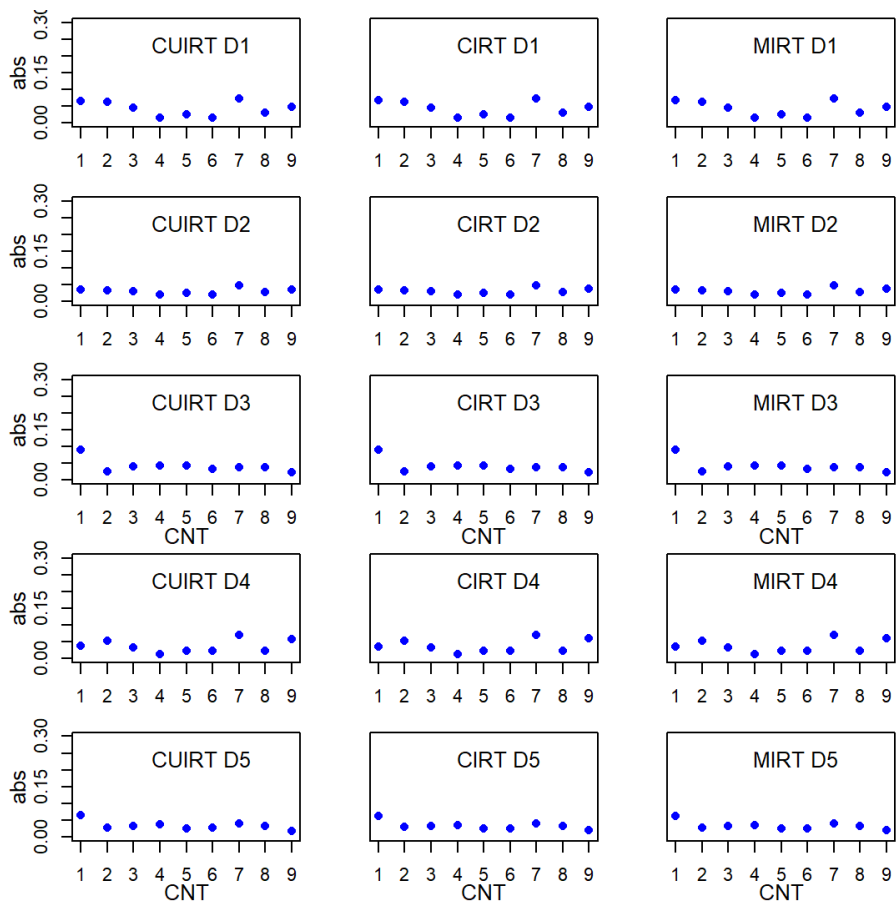 0.30
0.15
0.00
abs
CUIRT D1
CIRT D1
MIRT D1
1 2 3 4 5 6 7 8 9
1 2 3 4 5 6 7 8 9
1 2 3 4 5 6 7 8 9
0.30
0.15
0.00
abs
CUIRT D2
CIRT D2
MIRT D2
1 2 3 4 5 6 7 8 9
1 2 3 4 5 6 7 8 9
1 2 3 4 5 6 7 8 9
0.30
0.15
0.00
abs
CUIRT D3
CIRT D3
MIRT D3
1 2 3 4 5 6 7 8 9
1 2 3 4 5 6 7 8 9
1 2 3 4 5 6 7 8 9
CNT
CNT
CNT
0.30
0.15
0.00
abs
CUIRT D4
CIRT D4
MIRT D4
1 2 3 4 5 6 7 8 9
1 2 3 4 5 6 7 8 9
1 2 3 4 5 6 7 8 9
0.30
0.15
0.00
abs
CUIRT D5
CIRT D5
MIRT D5
1 2 3 4 5 6 7 8 9
1 2 3 4 5 6 7 8 9
1 2 3 4 5 6 7 8 9
CNT
CNT
CNT